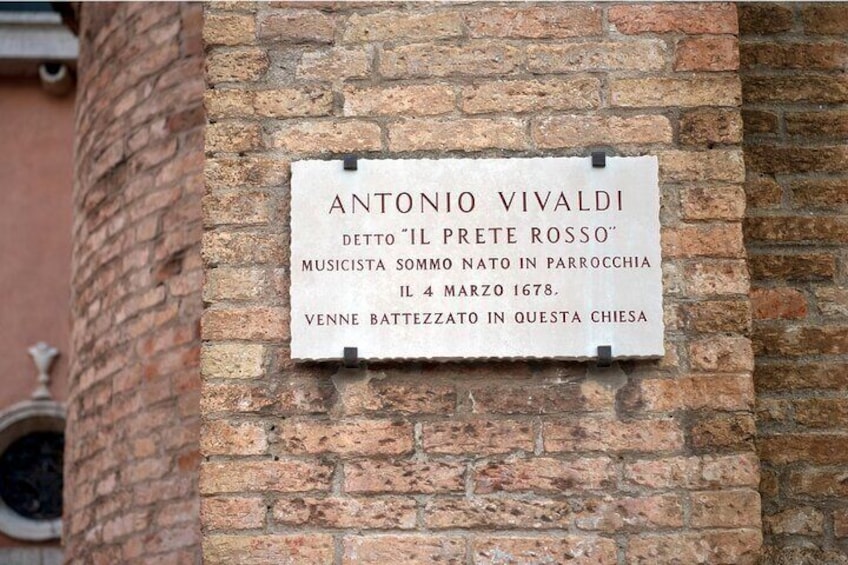 ANTONIO VIVALDI
DETTO "IL PRETE ROSSO"
MUSICISTA SOMMO NATO IN PARROCCHIA
IL 4 MARZO 1678.
VENNE BATTEZZATO IN QUESTA CHIESA